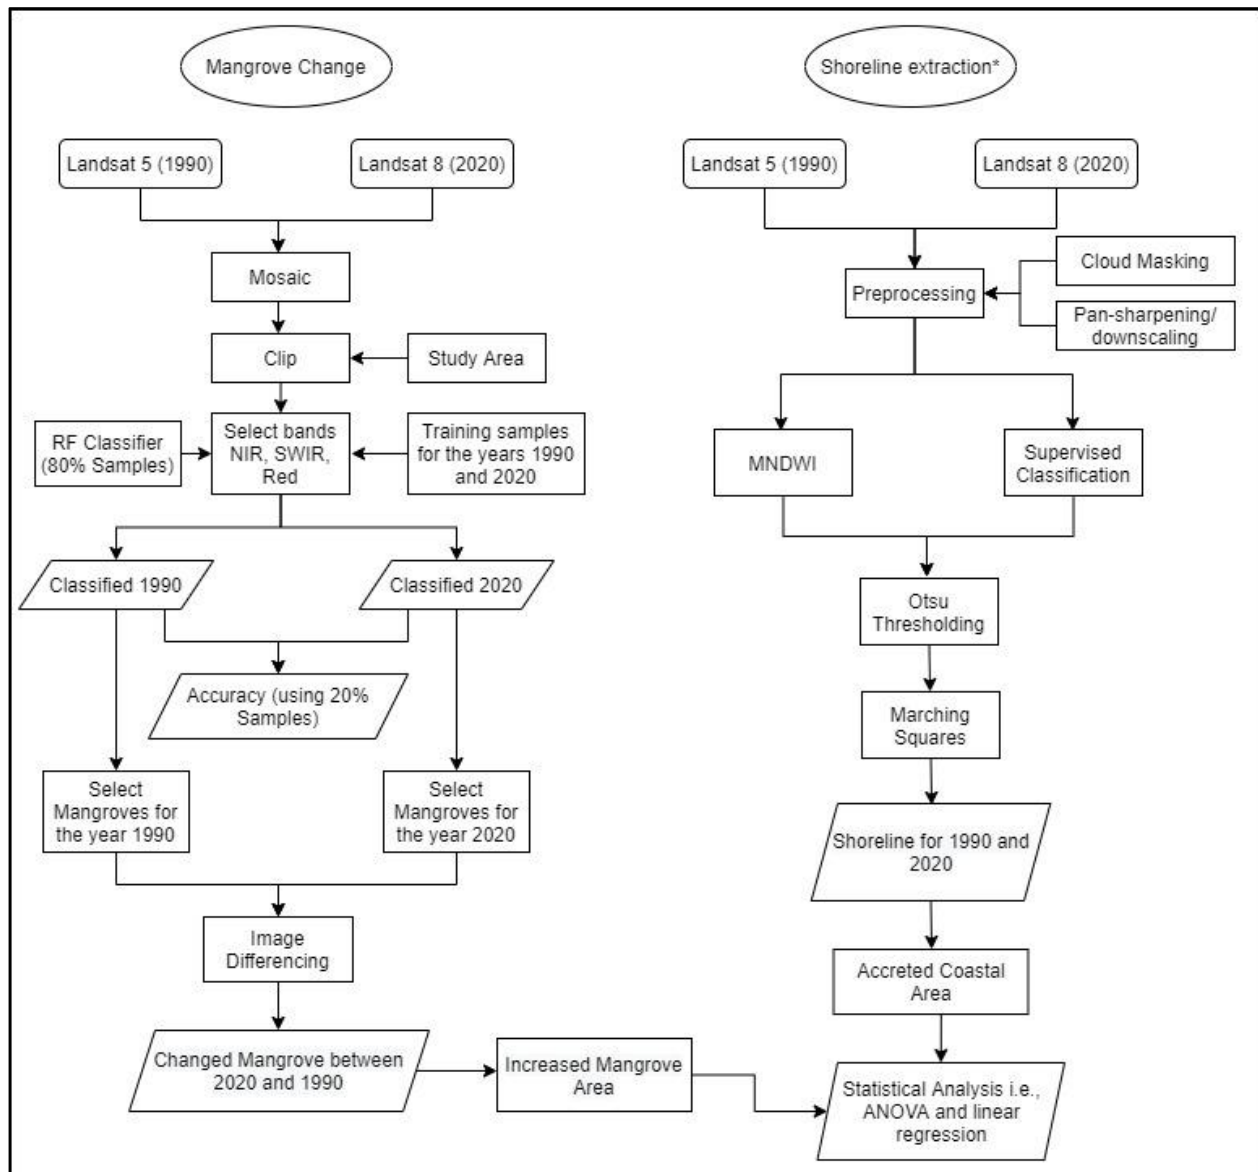 Mangrove Change
Shoreline extraction*
Landsat 5 (1990)
Landsat 8 (2020)
Landsat 5 (1990)
Landsat 8 (2020)
Mosaic
Preprocessing
Cloud Masking
Pan-sharpening/
downscaling
Clip
Study Area
RF Classifier
(80% Samples)
Select bands
NIR, SWIR,
Red
Training samples
for the years 1990
and 2020
MNDWI
Supervised
Classification
Classified 1990
Classified 2020
Otsu
Thresholding
Accuracy (using 20%
Samples)
Marching
Squares
Select
Mangroves for
the year 1990
Select
Mangroves for
the year 2020
Shoreline for 1990 and
2020
Image
Differencing
Accreted Coastal
Area
Changed Mangrove between
2020 and 1990
Increased Mangrove
Area
Statistical Analysis i.e.,
ANOVA and linear
regression